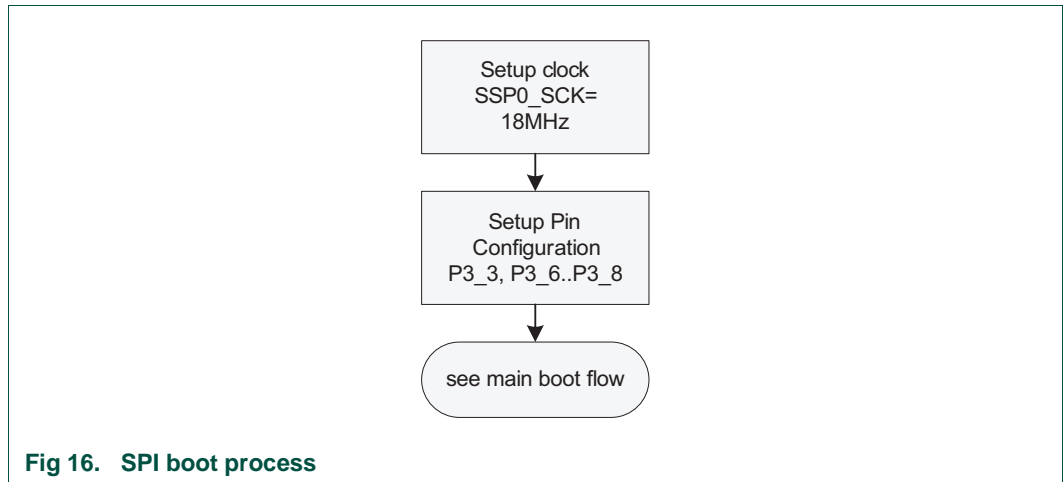 Setup clock
SSP0_SCK=
18MHz
Setup Pin
Configuration
P3_3, P3_6..P3_8
see main boot flow
Fig 16. SPI boot process